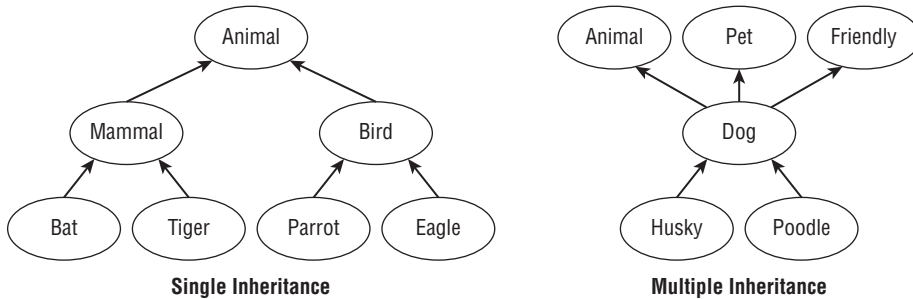 Animal
Mammal Bird
Bat Tiger Parrot Eagle
Single Inheritance
Animal Pet Friendly
Dog
Husky Poodle
Multiple Inheritance